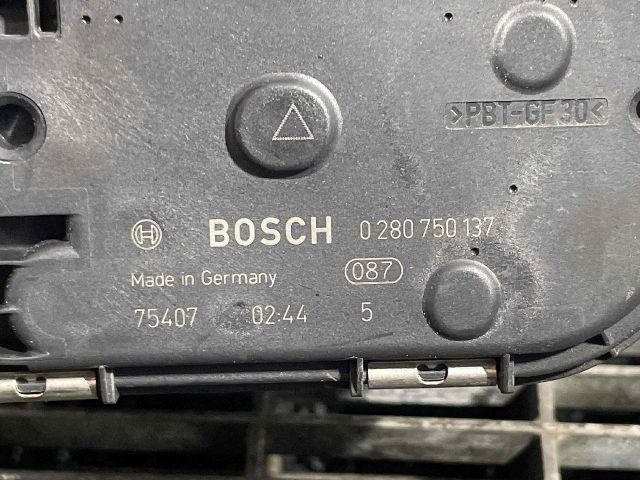 >PBT-GF30<
BOSCH 0 280 750 137
Made in Germany 087
75407 02:44 5